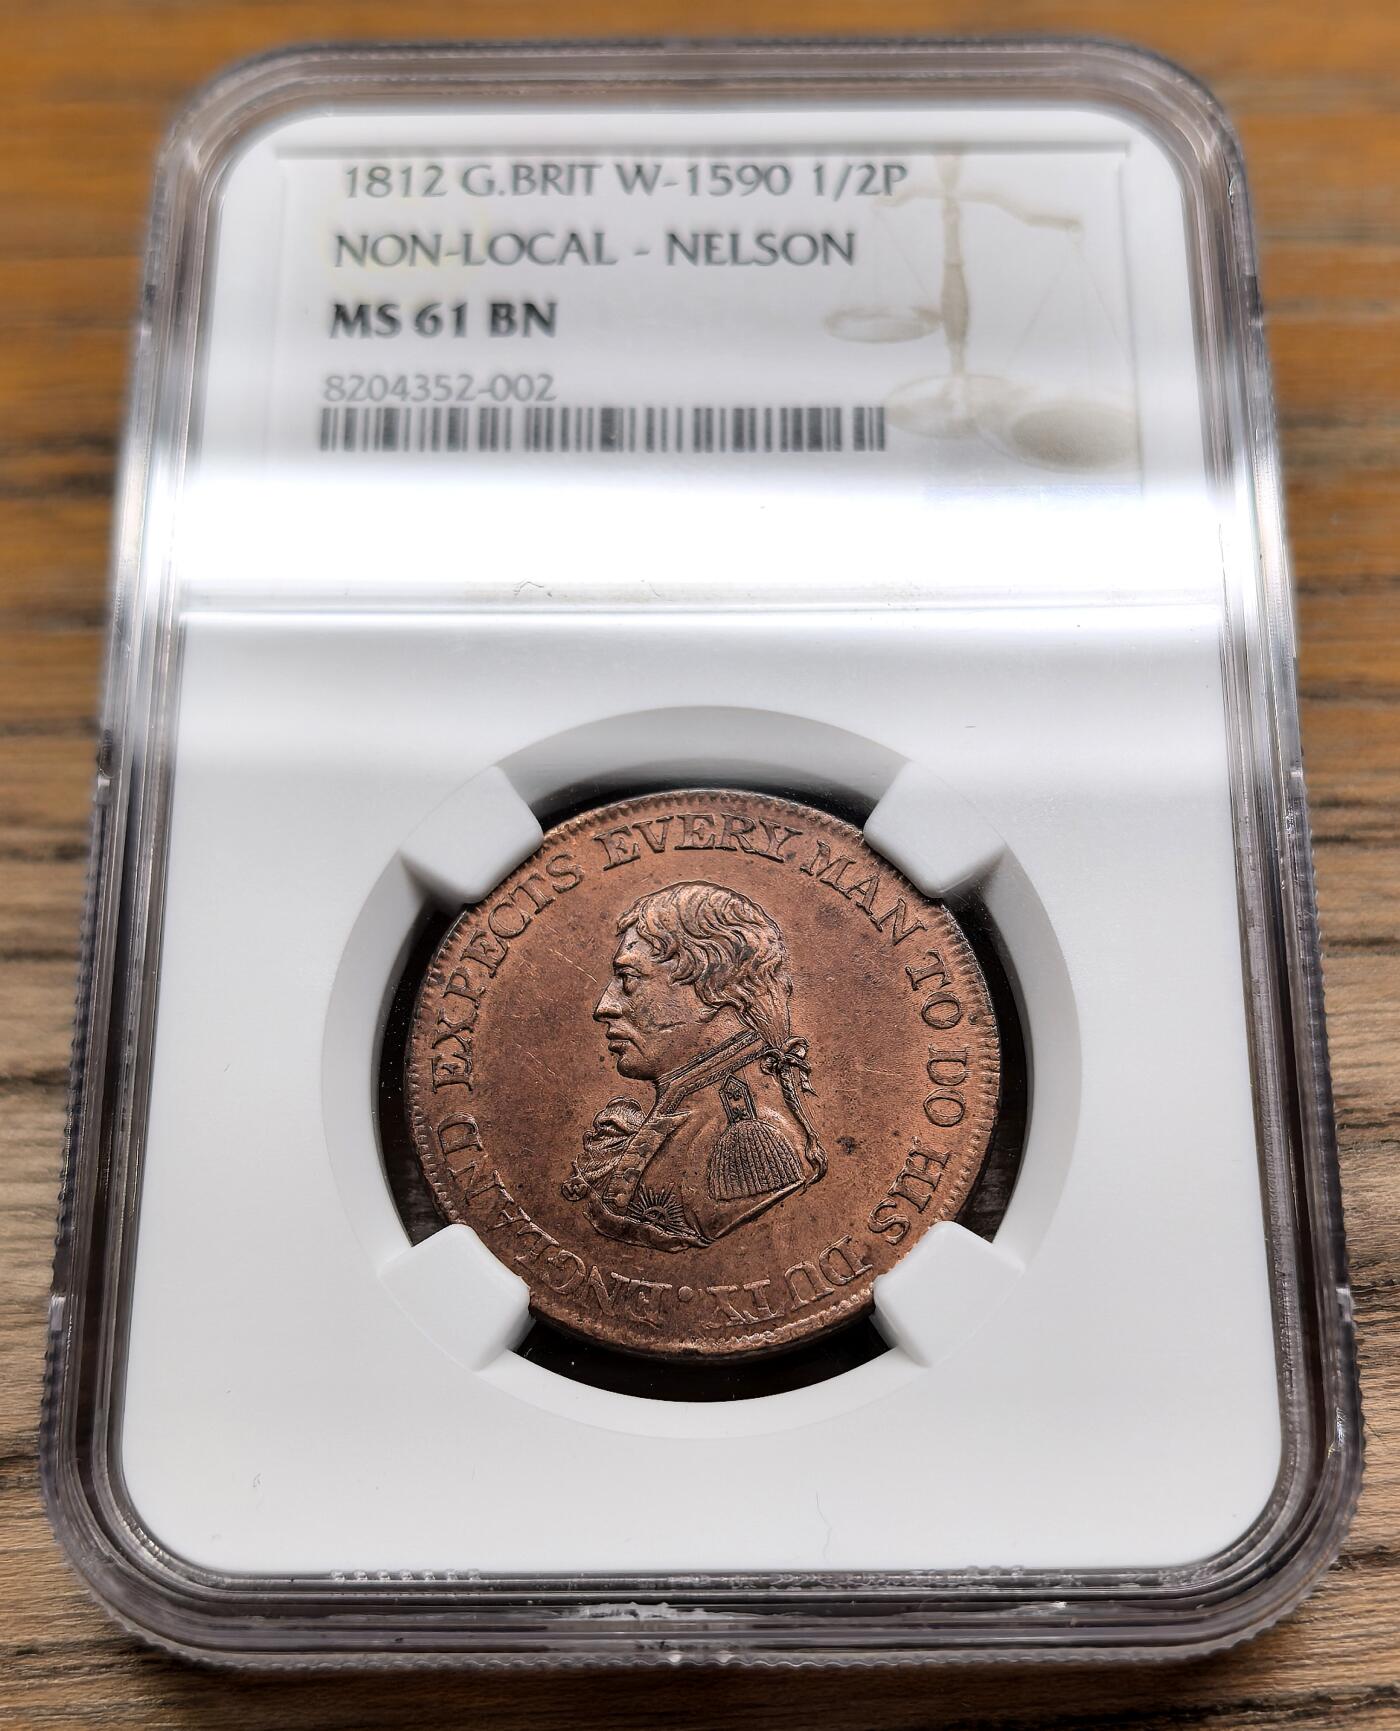 1812 G.BRIT W-1590 1/2P
NON-LOCAL - NELSON
MS 61 BN
8204352-002
ENGLAND EXPECTS EVERY MAN TO DO HIS DUTY.